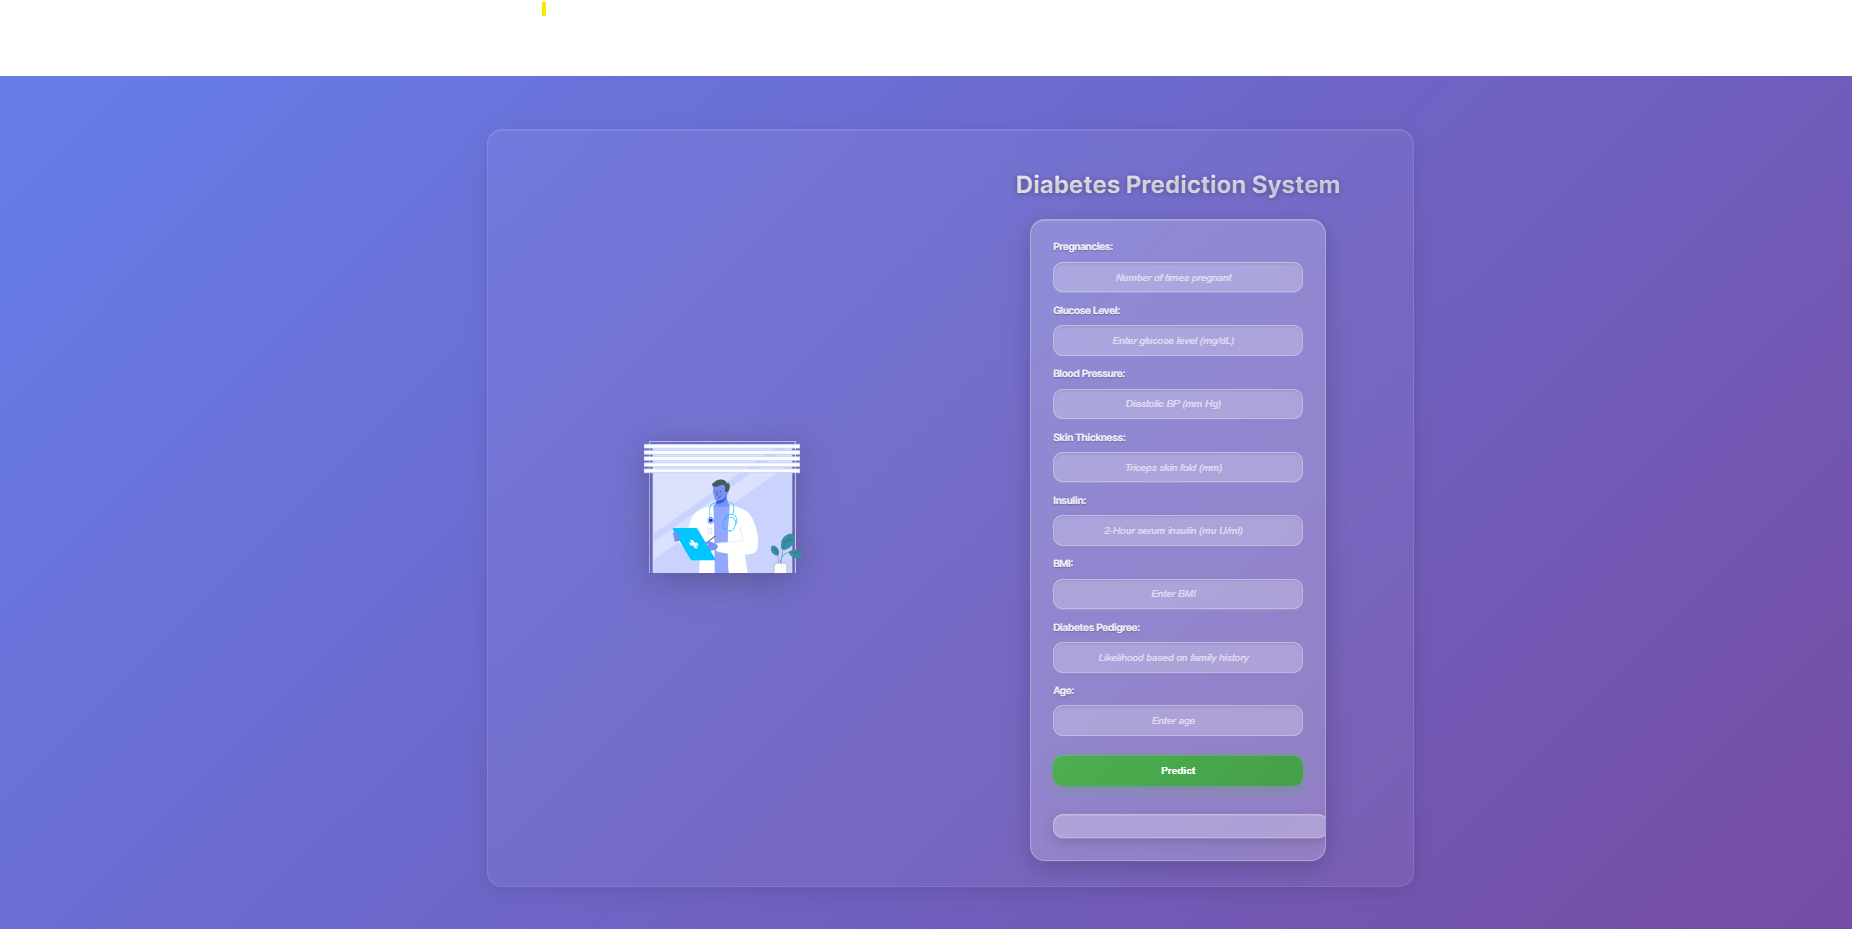 Diabetes Prediction System
Pregnancies:
Number of times pregnant
Glucose Level:
Enter glucose level (mg/dL)
Blood Pressure:
Diastolic BP (mm Hg)
Skin Thickness:
Triceps skin fold (mm)
Insulin:
2-Hour serum insulin (mu U/ml)
BMI:
Enter BMI
Diabetes Pedigree:
Likelihood based on family history
Age:
Enter age
Predict